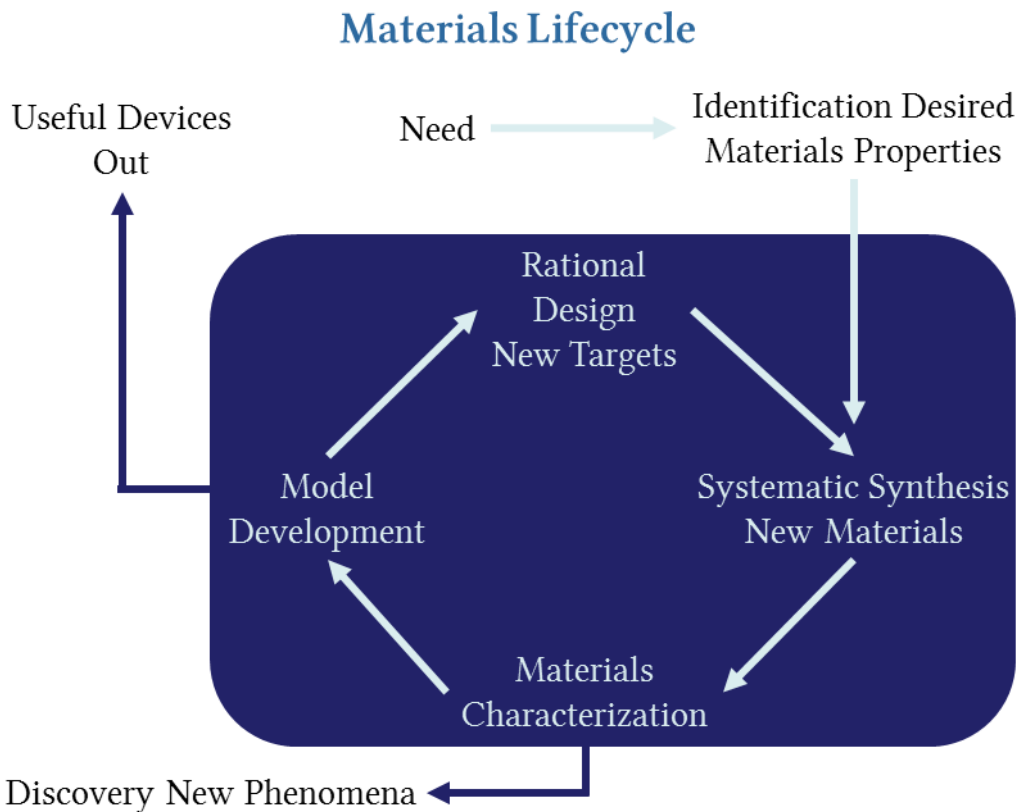 Materials Lifecycle
Useful Devices
Out
Need
Identification Desired
Materials Properties
Rational
Design
New Targets
Model
Development
Systematic Synthesis
New Materials
Materials
Characterization
Discovery New Phenomena